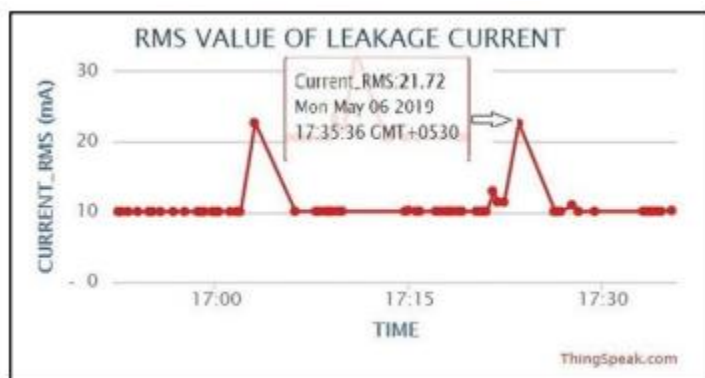 RMS VALUE OF LEAKAGE CURRENT
CURRENT_RMS (mA)
30
20
10
- 0
Current_RMS:21.72
Mon May 06 2019
17:35:36 GMT+0530
17:00
17:15
17:30
TIME
ThingSpeak.com